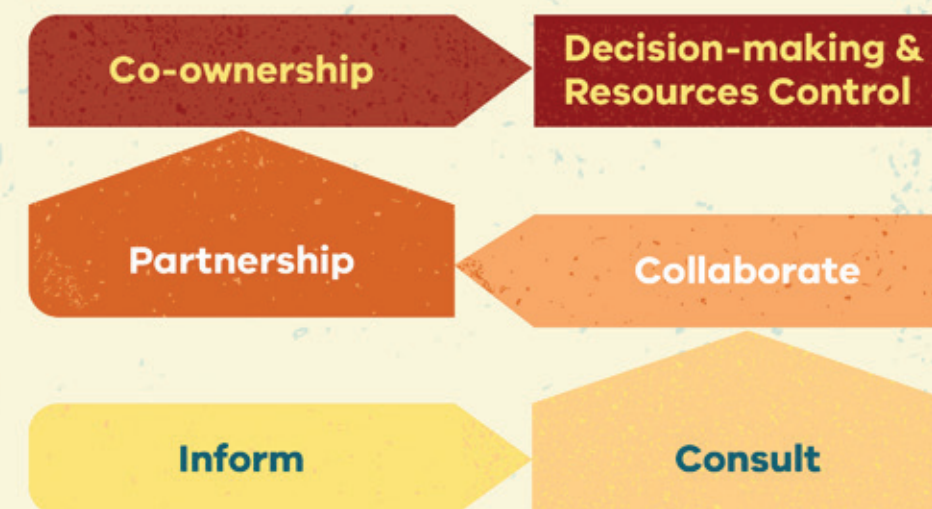 Co-ownership
Decision-making &
Resources Control
Partnership
Collaborate
Inform
Consult